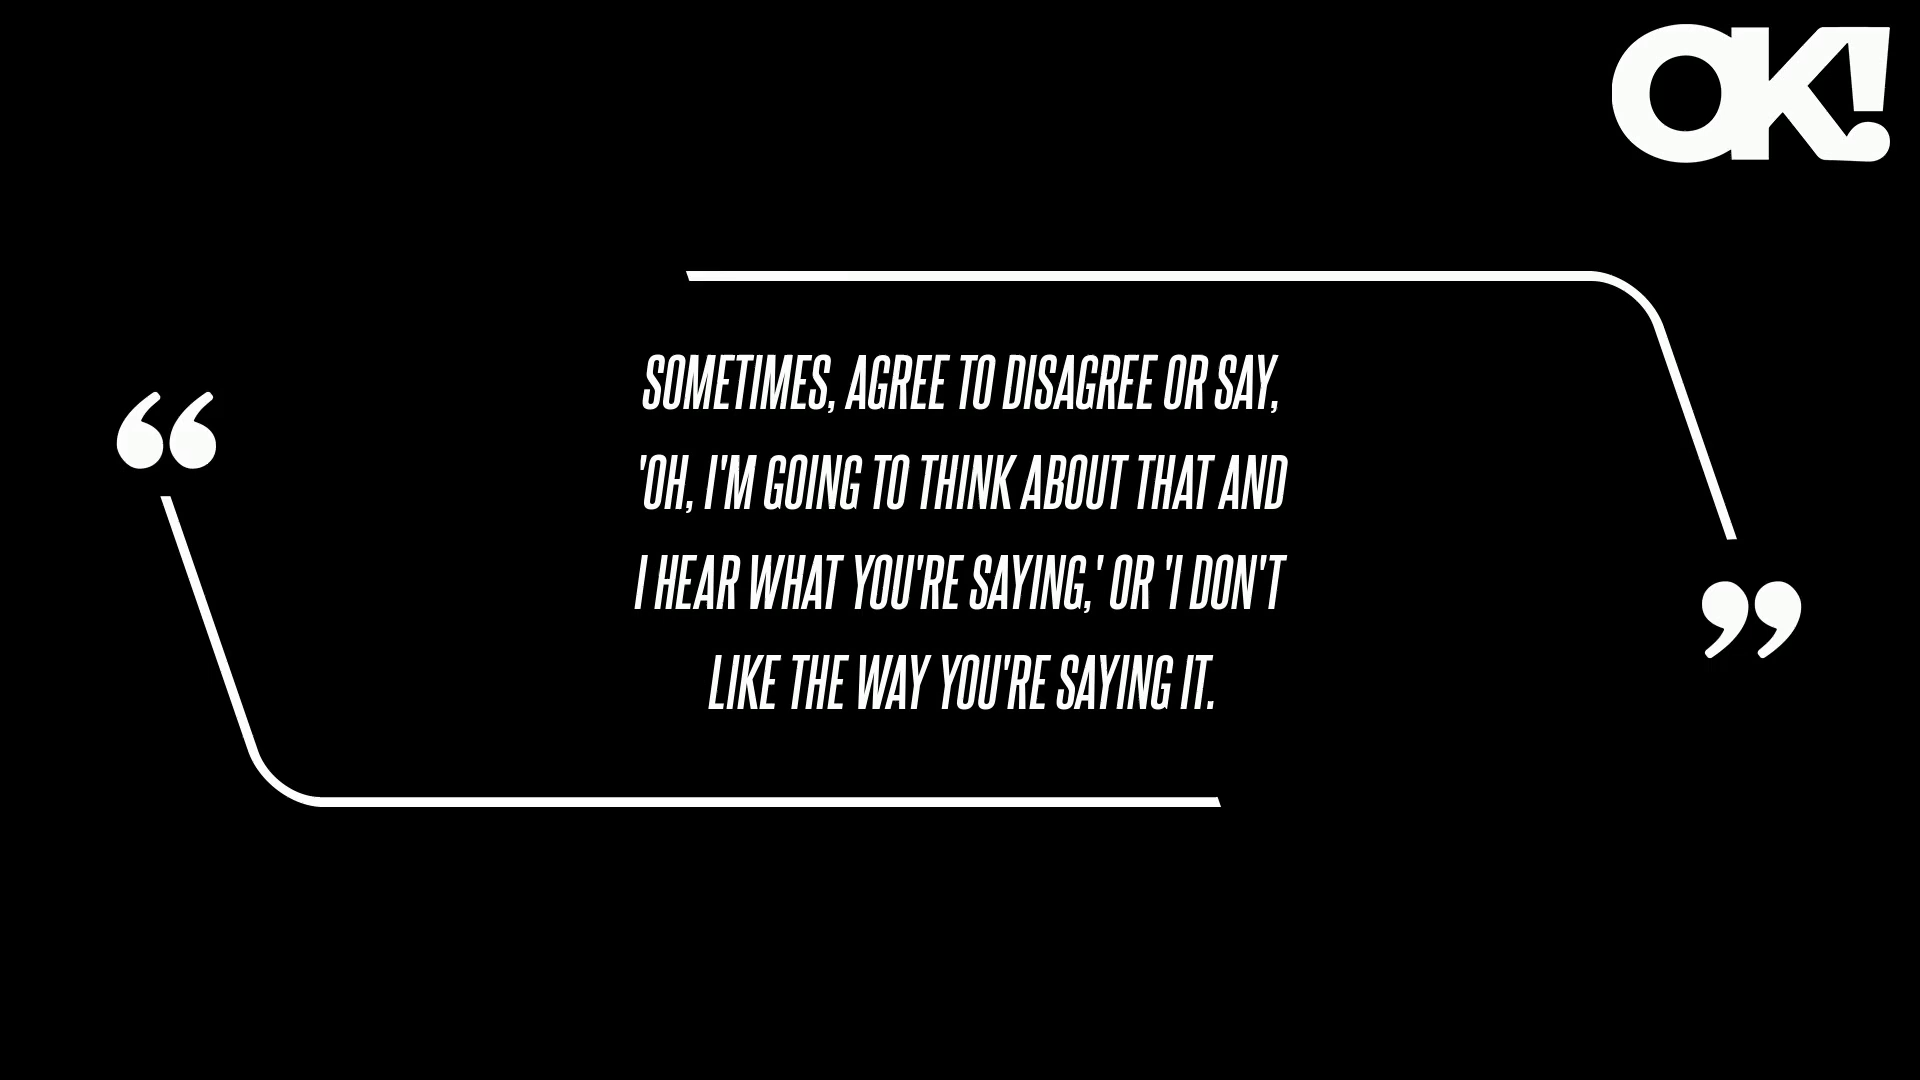 OK!
“
SOMETIMES, AGREE TO DISAGREE OR SAY,
'OH, I'M GOING TO THINK ABOUT THAT AND
I HEAR WHAT YOU'RE SAYING,' OR 'I DON'T
LIKE THE WAY YOU'RE SAYING IT.
”